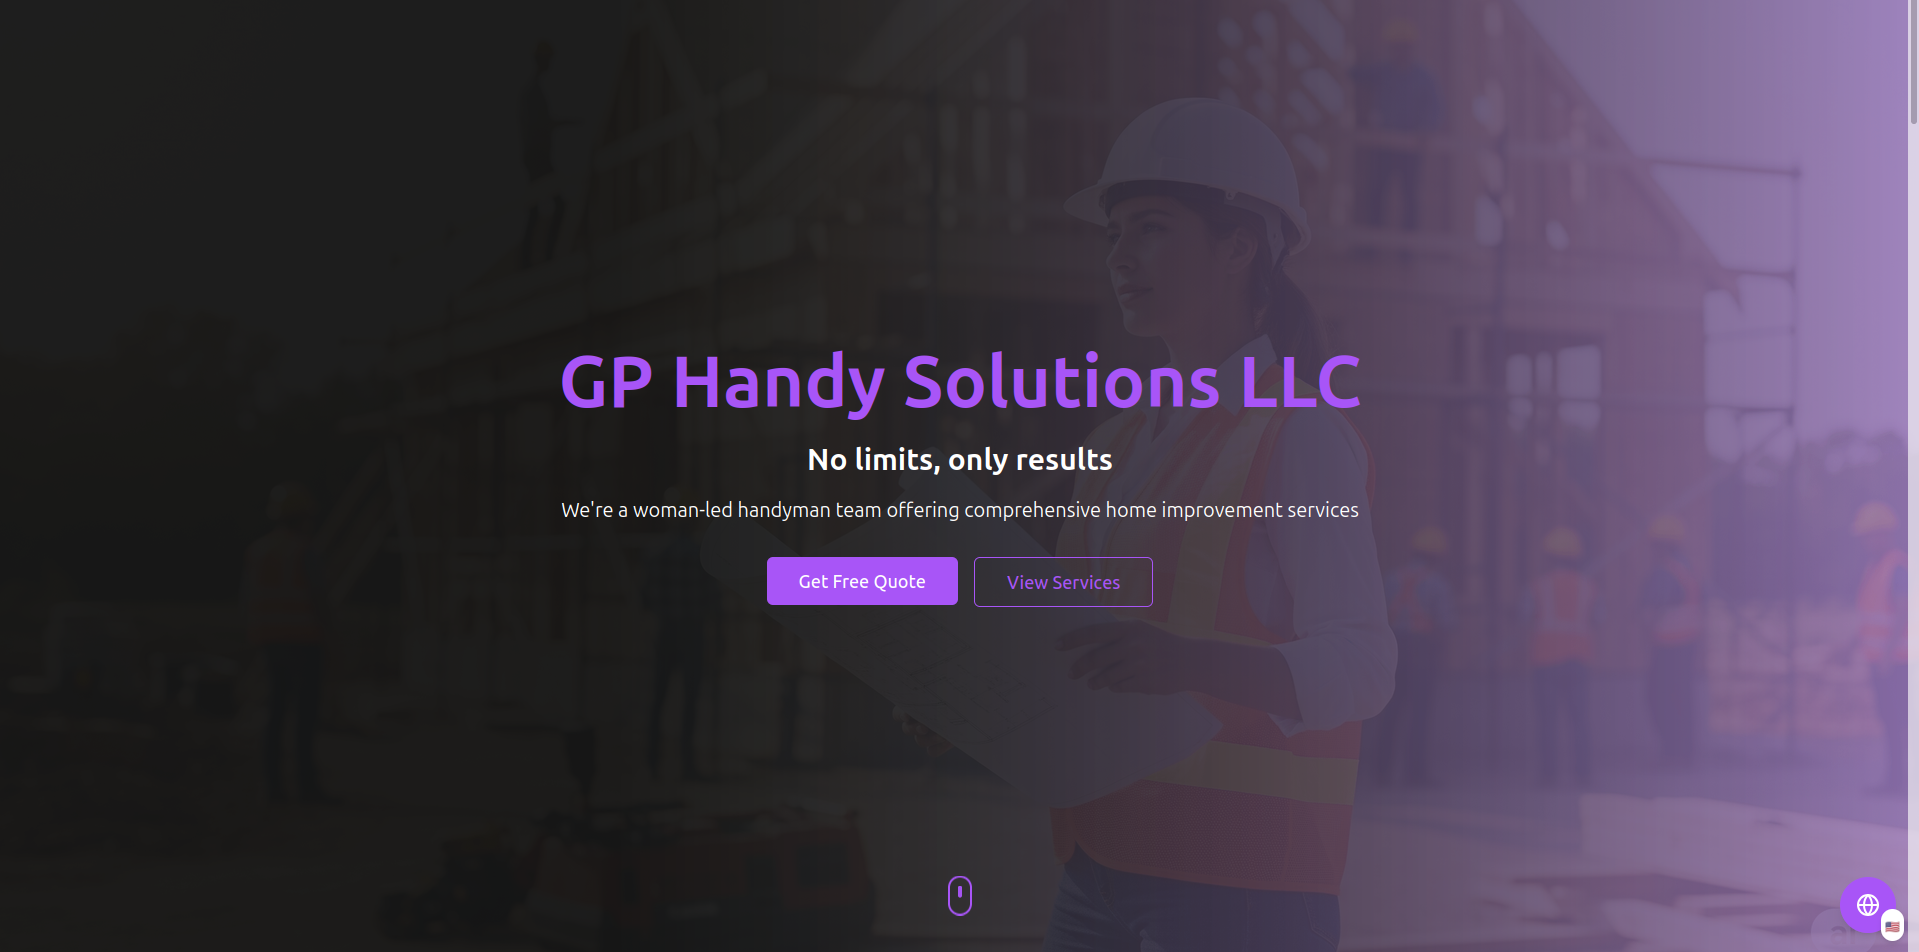 GP Handy Solutions LLC
No limits, only results
We're a woman-led handyman team offering comprehensive home improvement services
Get Free Quote
View Services